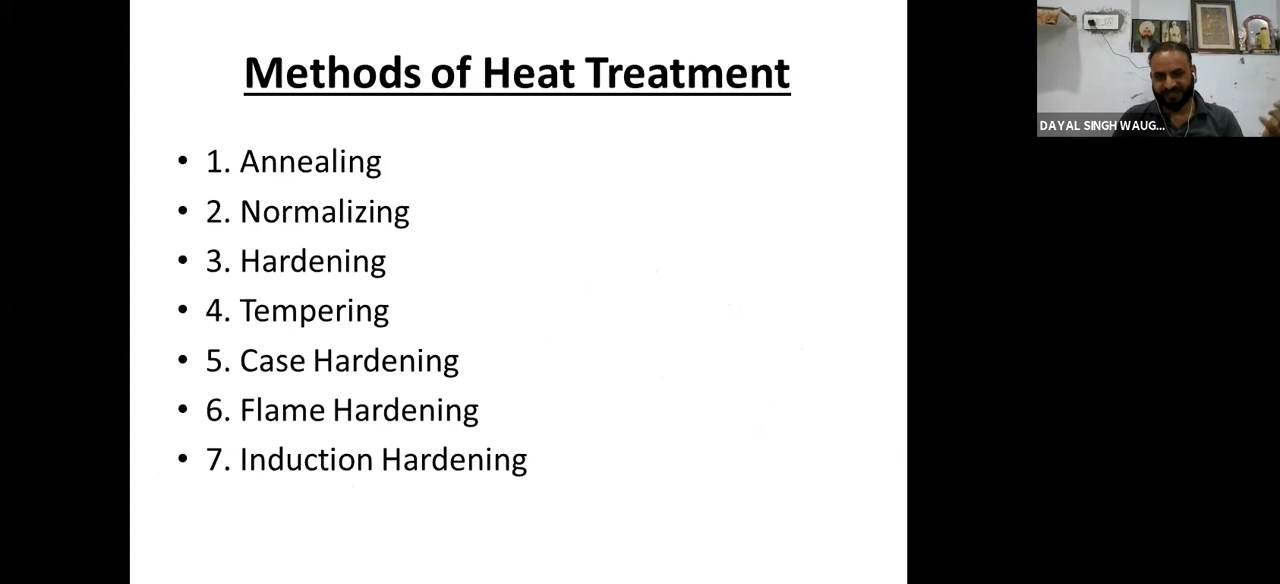 Methods of Heat Treatment
• 1. Annealing
• 2. Normalizing
• 3. Hardening
• 4. Tempering
• 5. Case Hardening
• 6. Flame Hardening
• 7. Induction Hardening
DAYAL SINGH WAUG...